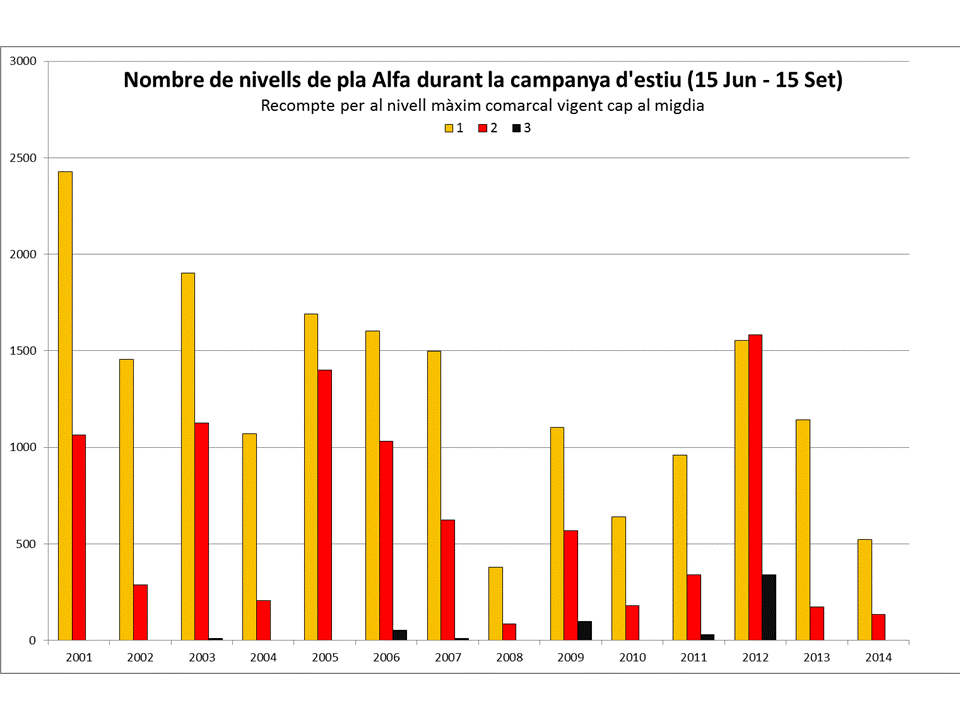 Nombre de nivells de pla Alfa durant la campanya d'estiu (15 Jun - 15 Set)
Recompte per al nivell màxim comarcal vigent cap al migdia
1 2 3
3000
2500
2000
1500
1000
500
0
2001 2002 2003 2004 2005 2006 2007 2008 2009 2010 2011 2012 2013 2014